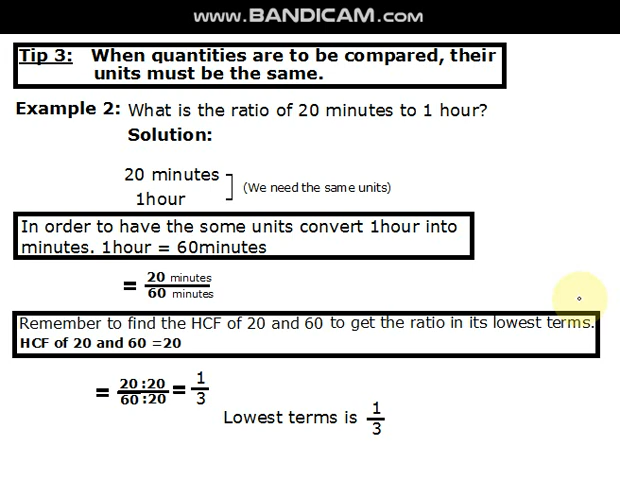 www.BANDICAM.com
Tip 3: When quantities are to be compared, their
units must be the same.
Example 2: What is the ratio of 20 minutes to 1 hour?
Solution:
20 minutes
1hour
(We need the same units)
In order to have the some units convert 1hour into
minutes. 1hour = 60minutes
= 20 minutes
60 minutes
Remember to find the HCF of 20 and 60 to get the ratio in its lowest terms.
HCF of 20 and 60 =20
= 20 :20 / 60 :20 = 1/3
Lowest terms is 1/3